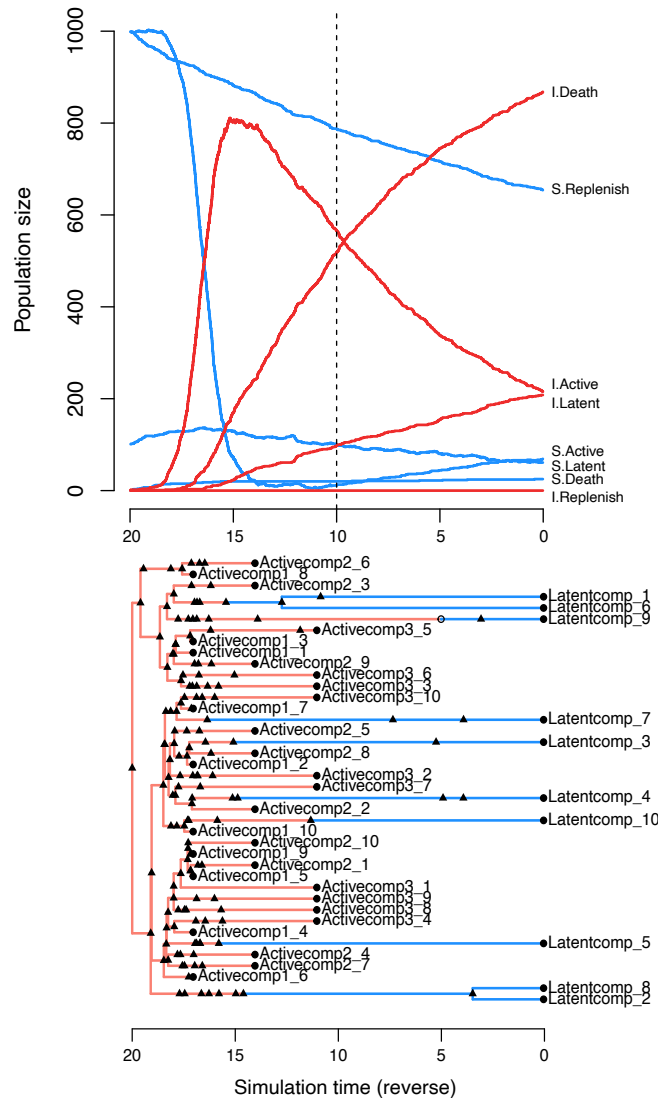 1000
800
600
400
200
0
Population size
I.Death
S.Replenish
I.Active
I.Latent
S.Active
S.Latent
S.Death
I.Replenish
20 15 10 5 0
Activecomp2_6
Activecomp1_8
Activecomp2_3
Latentcomp_1
Latentcomp_6
Latentcomp_9
Activecomp3_5
Activecomp1_3
Activecomp1_1
Activecomp2_9
Activecomp3_6
Activecomp3_3
Activecomp3_10
Activecomp1_7
Latentcomp_7
Activecomp2_5
Latentcomp_3
Activecomp2_8
Activecomp1_2
Activecomp3_2
Activecomp3_7
Latentcomp_4
Activecomp2_2
Latentcomp_10
Activecomp1_10
Activecomp2_10
Activecomp1_9
Activecomp2_1
Activecomp1_5
Activecomp3_1
Activecomp3_9
Activecomp3_8
Activecomp3_4
Activecomp1_4
Latentcomp_5
Activecomp2_4
Activecomp2_7
Activecomp1_6
Latentcomp_8
Latentcomp_2
20 15 10 5 0
Simulation time (reverse)